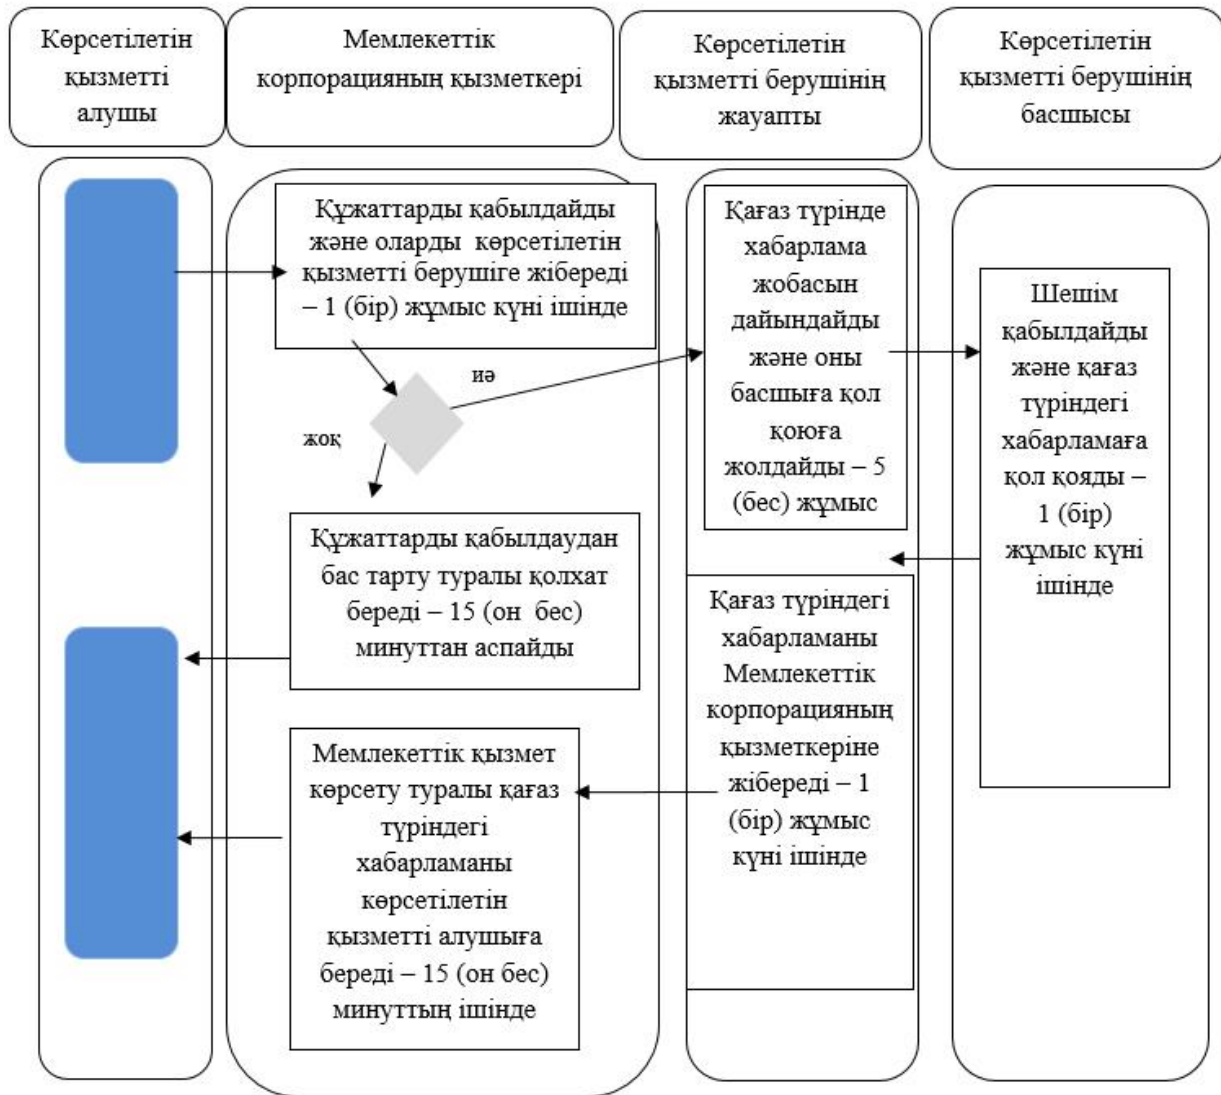 Көрсетілетін
қызметті
алушы
Мемлекеттік
корпорацияның қызметкері
Көрсетілетін
қызметті берушінің
жауапты
Көрсетілетін
қызметті берушінің
басшысы
Құжаттарды қабылдайды
және оларды көрсетілетін
қызметті берушіге жібереді
– 1 (бір) жұмыс күні ішінде
иә
жоқ
Құжаттарды қабылдаудан
бас тарту туралы қолхат
береді – 15 (он бес)
минуттан аспайды
Мемлекеттік қызмет
көрсету туралы қағаз
түріндегі
хабарламаны
көрсетілетін
қызметті алушыға
береді – 15 (он бес)
минуттың ішінде
Қағаз түрінде
хабарлама
жобасын
дайындайды
және оны
басшыға қол
қоюға
жолдайды – 5
(бес) жұмыс
Қағаз түріндегі
хабарламаны
Мемлекеттік
корпорацияның
қызметкеріне
жібереді – 1
(бір) жұмыс
күні ішінде
Шешім
қабылдайды
және қағаз
түріндегі
хабарламаға
қол қояды –
1 (бір)
жұмыс күні
ішінде